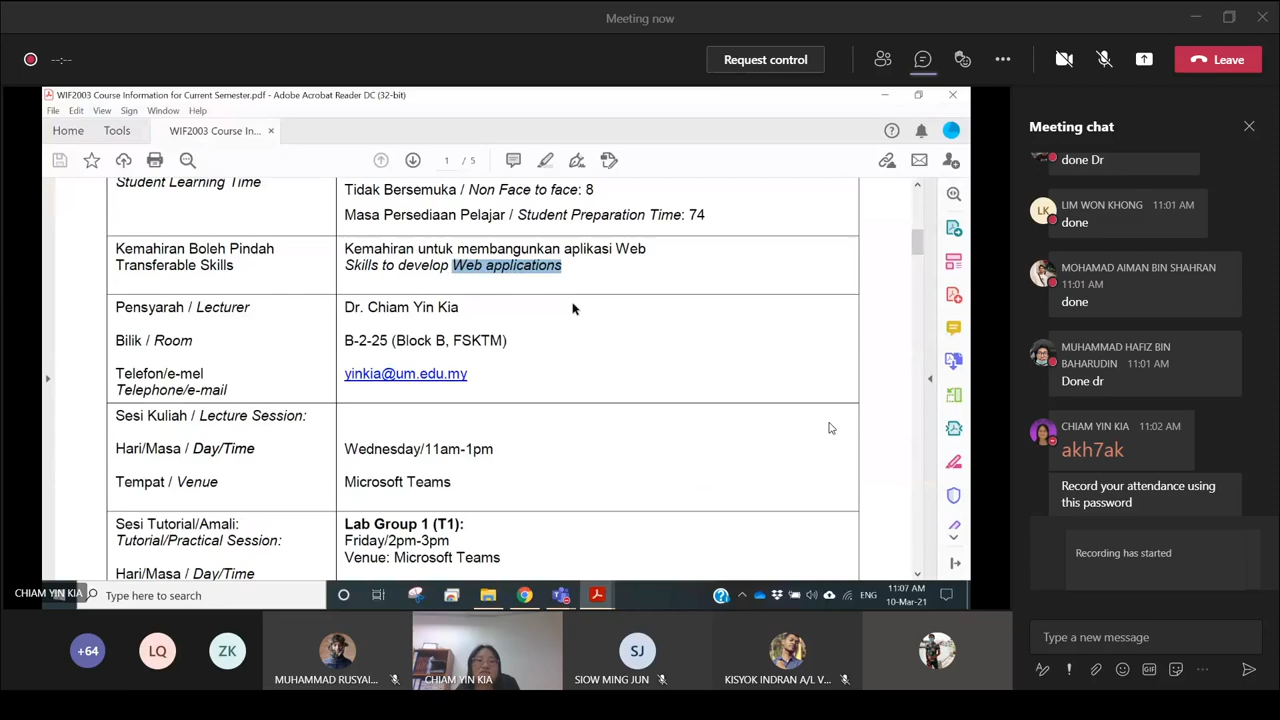 Meeting now
--:--
Request control
Leave
WIF2003 Course Information for Current Semester.pdf - Adobe Acrobat Reader DC (32-bit)
File Edit View Sign Window Help
Home Tools WIF2003 Course In... ×
1 / 5
Student Learning Time
Tidak Bersemuka / Non Face to face: 8
Masa Persediaan Pelajar / Student Preparation Time: 74
Kemahiran Boleh Pindah
Transferable Skills
Kemahiran untuk membangunkan aplikasi Web
Skills to develop Web applications
Pensyarah / Lecturer
Dr. Chiam Yin Kia
Bilik / Room
B-2-25 (Block B, FSKTM)
Telefon/e-mel
Telephone/e-mail
yinkia@um.edu.my
Sesi Kuliah / Lecture Session:
Hari/Masa / Day/Time
Wednesday/11am-1pm
Tempat / Venue
Microsoft Teams
Sesi Tutorial/Amali:
Tutorial/Practical Session:
Hari/Masa / Day/Time
Lab Group 1 (T1):
Friday/2pm-3pm
Venue: Microsoft Teams
CHIAM YIN KIA
Type here to search
ENG
11:07 AM
10-Mar-21
+64
LQ
ZK
MUHAMMAD RUSYAI...
CHIAM YIN KIA
SJ
SIOW MING JUN
KISYOK INDRAN A/L V...
Meeting chat
done Dr
LK
LIM WON KHONG 11:01 AM
done
MOHAMAD AIMAN BIN SHAHRAN
11:01 AM
done
MUHAMMAD HAFIZ BIN
BAHARUDIN 11:01 AM
Done dr
CHIAM YIN KIA 11:02 AM
akh7ak
Record your attendance using
this password
Recording has started
Type a new message
GIF